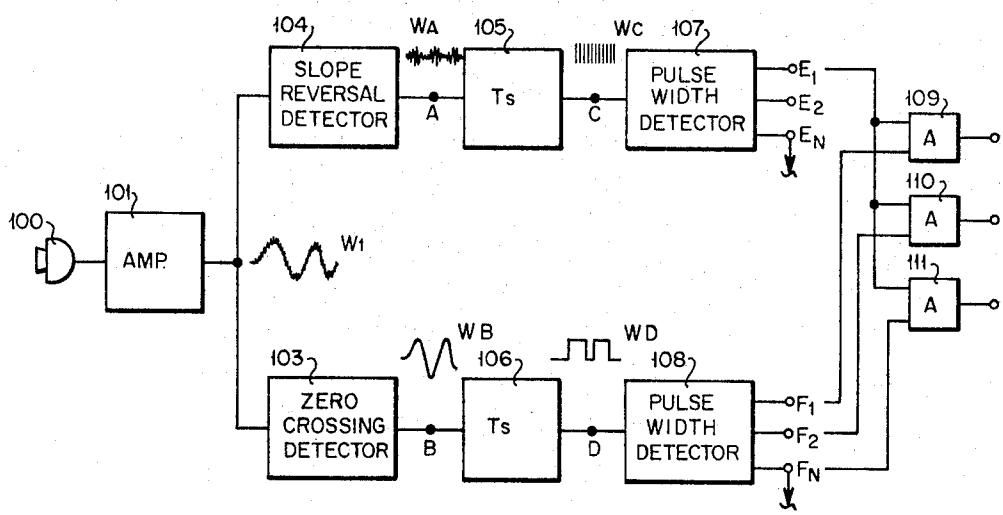 104
SLOPE
REVERSAL
DETECTOR
WA
A
105
Ts
WC
C
107
PULSE
WIDTH
DETECTOR
E1
E2
EN
109
A
110
A
111
A
100
101
AMP.
W1
103
ZERO
CROSSING
DETECTOR
WB
B
106
Ts
WD
D
108
PULSE
WIDTH
DETECTOR
F1
F2
FN